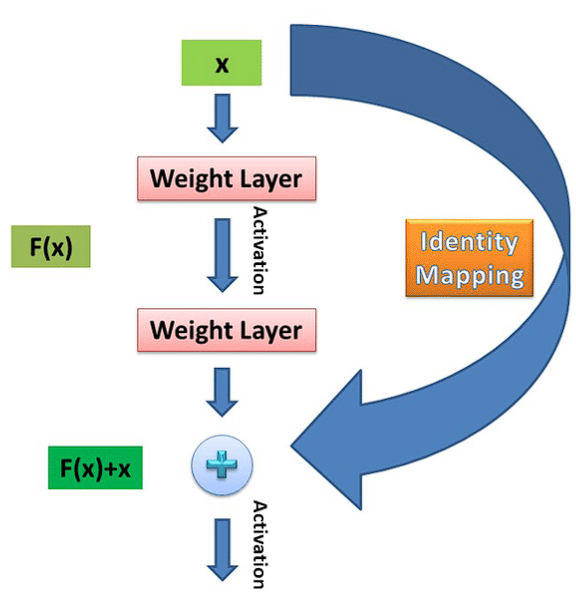 x
Weight Layer
Activation
F(x)
Identity
Mapping
Weight Layer
F(x)+x
Activation